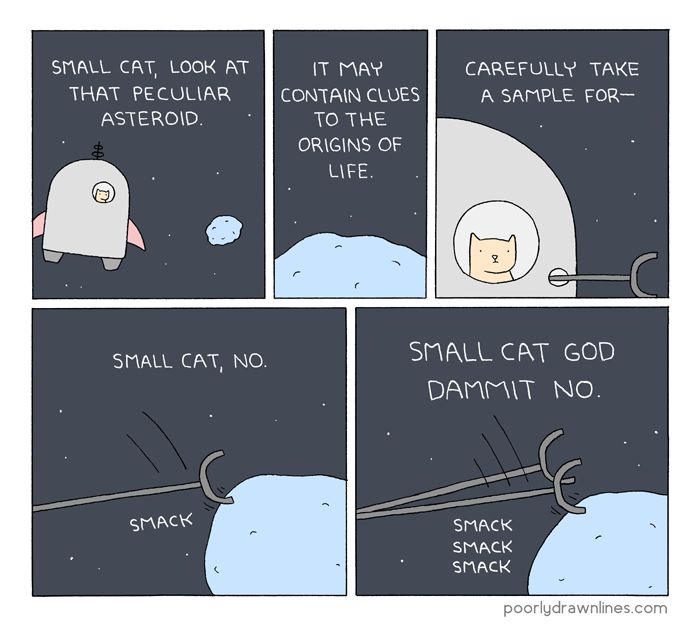 SMALL CAT, LOOK AT
THAT PECULIAR
ASTEROID.
IT MAY
CONTAIN CLUES
TO THE
ORIGINS OF
LIFE.
CAREFULLY TAKE
A SAMPLE FOR—
SMALL CAT, NO.
SMACK
SMALL CAT GOD
DAMMIT NO.
SMACK
SMACK
SMACK
poorlydrawnlines.com